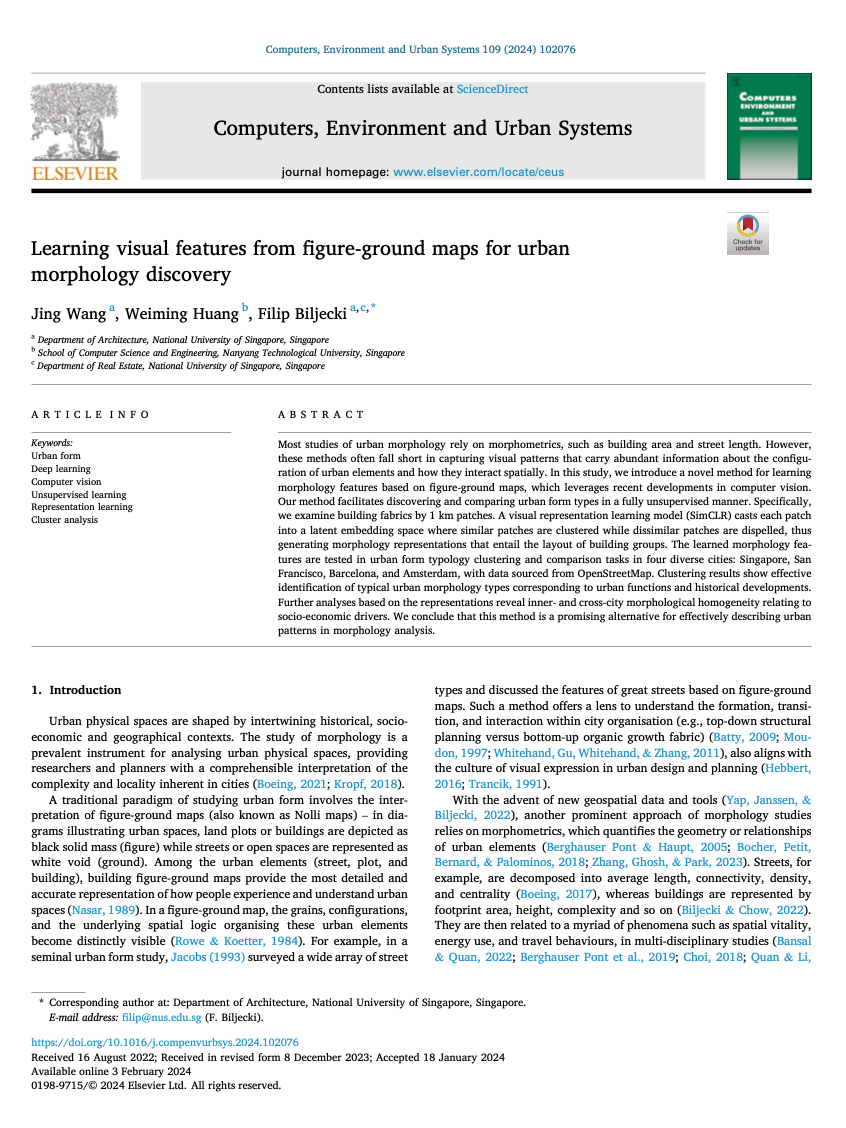 Computers, Environment and Urban Systems 109 (2024) 102076
Contents lists available at ScienceDirect
Computers, Environment and Urban Systems
journal homepage: www.elsevier.com/locate/ceus
ELSEVIER
COMPUTERS
ENVIRONMENT
AND
URBAN SYSTEMS
Check for
updates
Learning visual features from figure-ground maps for urban
morphology discovery
Jing Wang a, Weiming Huang b, Filip Biljecki a,c,*
a Department of Architecture, National University of Singapore, Singapore
b School of Computer Science and Engineering, Nanyang Technological University, Singapore
c Department of Real Estate, National University of Singapore, Singapore
ARTICLE INFO
Keywords:
Urban form
Deep learning
Computer vision
Unsupervised learning
Representation learning
Cluster analysis
ABSTRACT
Most studies of urban morphology rely on morphometrics, such as building area and street length. However,
these methods often fall short in capturing visual patterns that carry abundant information about the configu-
ration of urban elements and how they interact spatially. In this study, we introduce a novel method for learning
morphology features based on figure-ground maps, which leverages recent developments in computer vision.
Our method facilitates discovering and comparing urban form types in a fully unsupervised manner. Specifically,
we examine building fabrics by 1 km patches. A visual representation learning model (SimCLR) casts each patch
into a latent embedding space where similar patches are clustered while dissimilar patches are dispelled, thus
generating morphology representations that entail the layout of building groups. The learned morphology fea-
tures are tested in urban form typology clustering and comparison tasks in four diverse cities: Singapore, San
Francisco, Barcelona, and Amsterdam, with data sourced from OpenStreetMap. Clustering results show effective
identification of typical urban morphology types corresponding to urban functions and historical developments.
Further analyses based on the representations reveal inner- and cross-city morphological homogeneity relating to
socio-economic drivers. We conclude that this method is a promising alternative for effectively describing urban
patterns in morphology analysis.
1. Introduction
Urban physical spaces are shaped by intertwining historical, socio-
economic and geographical contexts. The study of morphology is a
prevalent instrument for analysing urban physical spaces, providing
researchers and planners with a comprehensible interpretation of the
complexity and locality inherent in cities (Boeing, 2021; Kropf, 2018).
A traditional paradigm of studying urban form involves the inter-
pretation of figure-ground maps (also known as Nolli maps) – in dia-
grams illustrating urban spaces, land plots or buildings are depicted as
black solid mass (figure) while streets or open spaces are represented as
white void (ground). Among the urban elements (street, plot, and
building), building figure-ground maps provide the most detailed and
accurate representation of how people experience and understand urban
spaces (Nasar, 1989). In a figure-ground map, the grains, configurations,
and the underlying spatial logic organising these urban elements
become distinctly visible (Rowe & Koetter, 1984). For example, in a
seminal urban form study, Jacobs (1993) surveyed a wide array of street
types and discussed the features of great streets based on figure-ground
maps. Such a method offers a lens to understand the formation, transi-
tion, and interaction within city organisation (e.g., top-down structural
planning versus bottom-up organic growth fabric) (Batty, 2009; Mou-
don, 1997; Whitehand, Gu, Whitehand, & Zhang, 2011), also aligns with
the culture of visual expression in urban design and planning (Hebbert,
2016; Trancik, 1991).
With the advent of new geospatial data and tools (Yap, Janssen, &
Biljecki, 2022), another prominent approach of morphology studies
relies on morphometrics, which quantifies the geometry or relationships
of urban elements (Berghauser Pont & Haupt, 2005; Bocher, Petit,
Bernard, & Palominos, 2018; Zhang, Ghosh, & Park, 2023). Streets, for
example, are decomposed into average length, connectivity, density,
and centrality (Boeing, 2017), whereas buildings are represented by
footprint area, height, complexity and so on (Biljecki & Chow, 2022).
They are then related to a myriad of phenomena such as spatial vitality,
energy use, and travel behaviours, in multi-disciplinary studies (Bansal
& Quan, 2022; Berghauser Pont et al., 2019; Choi, 2018; Quan & Li,
* Corresponding author at: Department of Architecture, National University of Singapore, Singapore.
E-mail address: filip@nus.edu.sg (F. Biljecki).
https://doi.org/10.1016/j.compenvurbsys.2024.102076
Received 16 August 2022; Received in revised form 8 December 2023; Accepted 18 January 2024
Available online 3 February 2024
0198-9715/© 2024 Elsevier Ltd. All rights reserved.